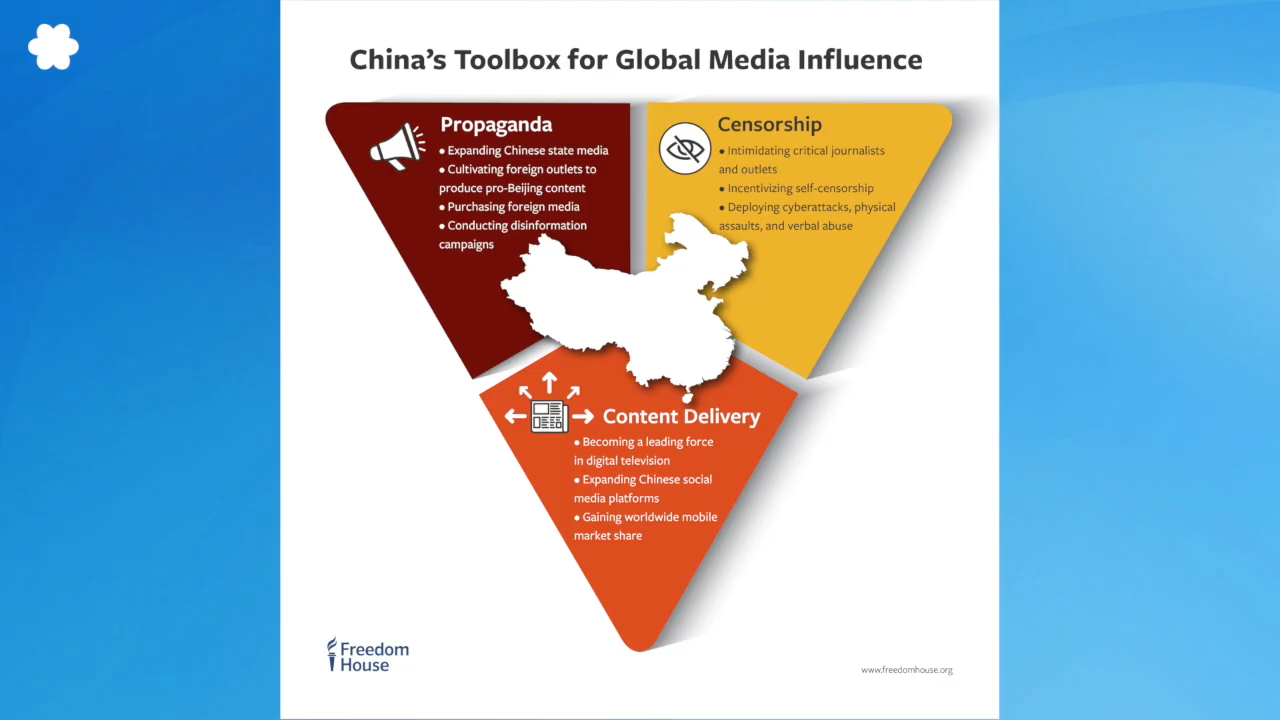 China's Toolbox for Global Media Influence
Propaganda
• Expanding Chinese state media
• Cultivating foreign outlets to
produce pro-Beijing content
• Purchasing foreign media
• Conducting disinformation
campaigns
Censorship
• Intimidating critical journalists
and outlets
• Incentivizing self-censorship
• Deploying cyberattacks, physical
assaults, and verbal abuse
Content Delivery
• Becoming a leading force
in digital television
• Expanding Chinese social
media platforms
• Gaining worldwide mobile
market share
Freedom
House
www.freedomhouse.org